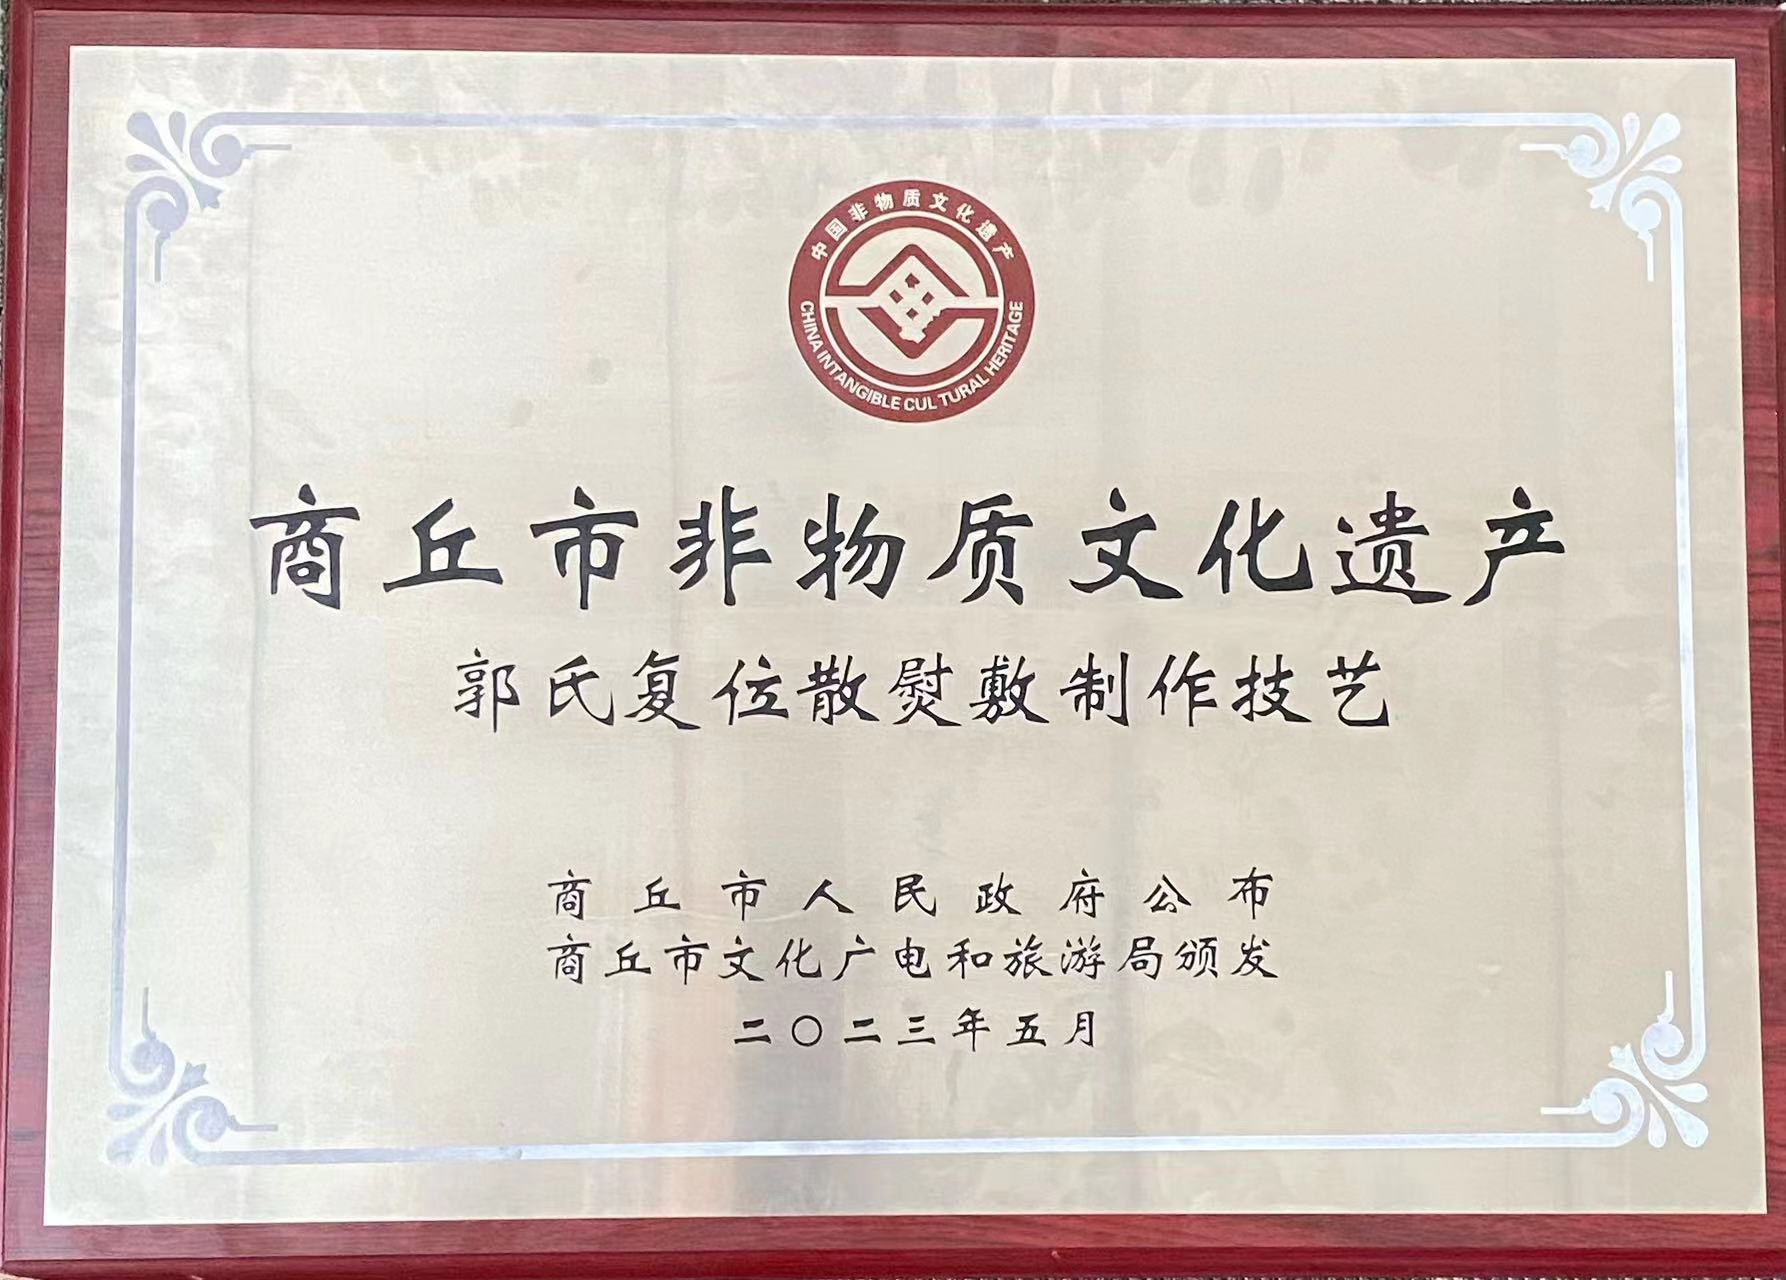 中国非物质文化遗产
CHINA INTANGIBLE CULTURAL HERITAGE
商丘市非物质文化遗产
郭氏复位散熨敷制作技艺
商丘市人民政府公布
商丘市文化广电和旅游局颁发
二〇二三年五月